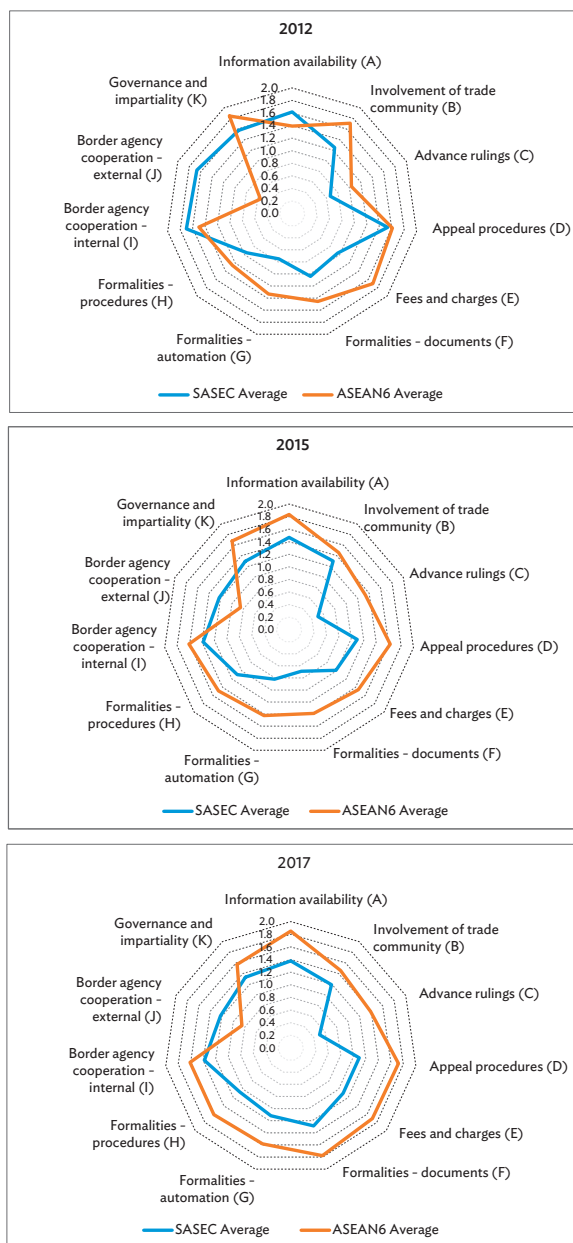 2012
Information availability (A)
Governance and
impartiality (K)
Involvement of trade
community (B)
Border agency
cooperation -
external (J)
Advance rulings (C)
Border agency
cooperation -
internal (I)
Appeal procedures (D)
Formalities -
procedures (H)
Fees and charges (E)
Formalities -
automation (G)
Formalities - documents (F)
2.0
1.8
1.6
1.4
1.2
1.0
0.8
0.6
0.4
0.2
0.0
SASEC Average
ASEAN6 Average
2015
Information availability (A)
Governance and
impartiality (K)
Involvement of trade
community (B)
Border agency
cooperation -
external (J)
Advance rulings (C)
Border agency
cooperation -
internal (I)
Appeal procedures (D)
Formalities -
procedures (H)
Fees and charges (E)
Formalities -
automation (G)
Formalities - documents (F)
2.0
1.8
1.6
1.4
1.2
1.0
0.8
0.6
0.4
0.2
0.0
SASEC Average
ASEAN6 Average
2017
Information availability (A)
Governance and
impartiality (K)
Involvement of trade
community (B)
Border agency
cooperation -
external (J)
Advance rulings (C)
Border agency
cooperation -
internal (I)
Appeal procedures (D)
Formalities -
procedures (H)
Fees and charges (E)
Formalities -
automation (G)
Formalities - documents (F)
2.0
1.8
1.6
1.4
1.2
1.0
0.8
0.6
0.4
0.2
0.0
SASEC Average
ASEAN6 Average